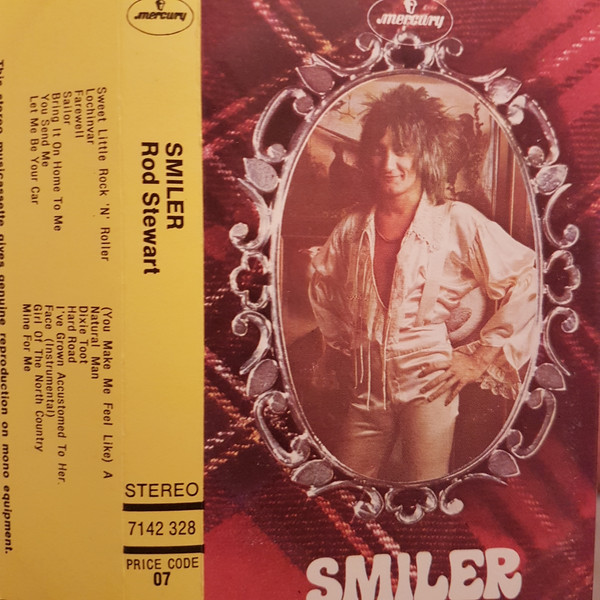 mercury
SMILER
mercury
SMILER
Rod Stewart
Sweet Little Rock 'N' Roller
Lochinvar
Farewell
Sailor
Bring It On Home To Me
You Send Me
Let Me Be Your Car
(You Make Me Feel Like) A
Natural Man
Dixie Toot
Hard Road
I've Grown Accustomed To Her.
Face (Instrumental)
Girl Of The North Country
Mine For Me
This stereo musicassette gives genuine reproduction on mono equipment.
STEREO
7142 328
PRICE CODE
07